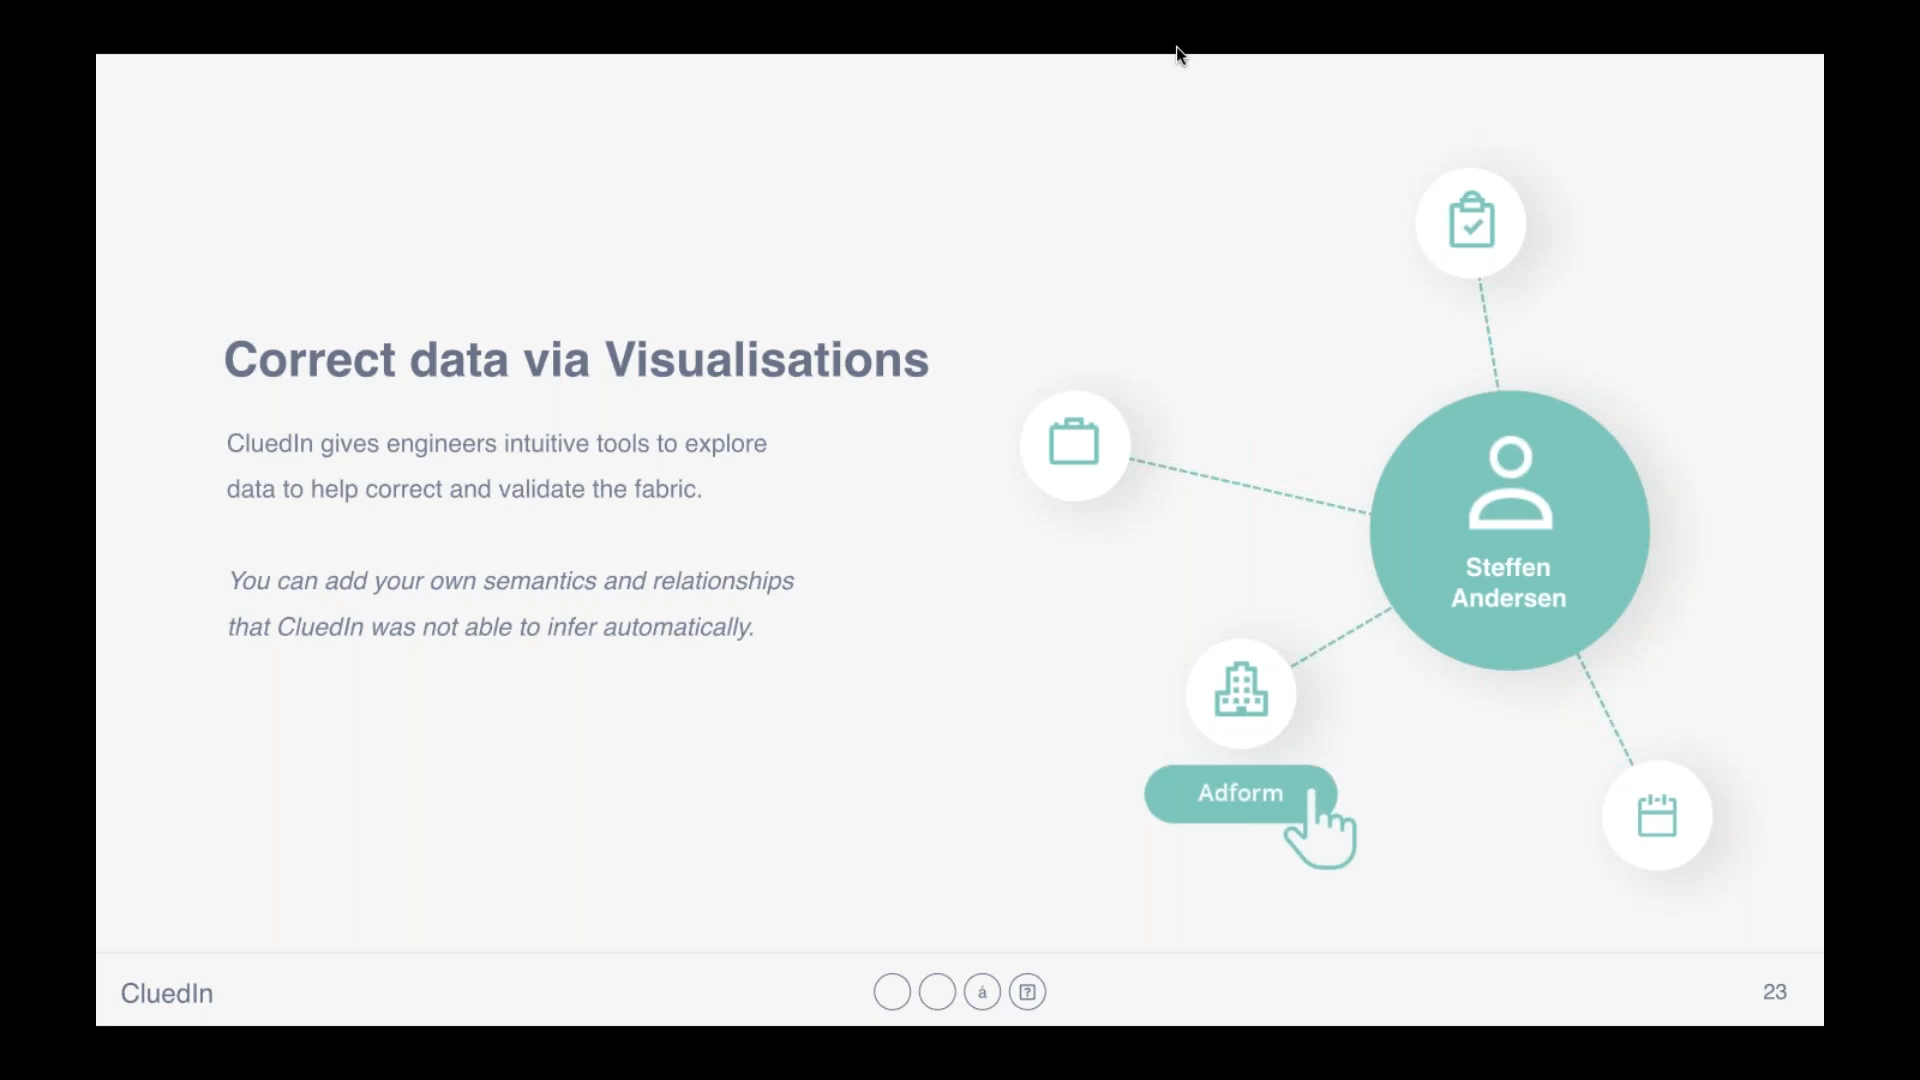 Correct data via Visualisations
CluedIn gives engineers intuitive tools to explore
data to help correct and validate the fabric.
You can add your own semantics and relationships
that CluedIn was not able to infer automatically.
Steffen
Andersen
Adform
CluedIn
á
?
23